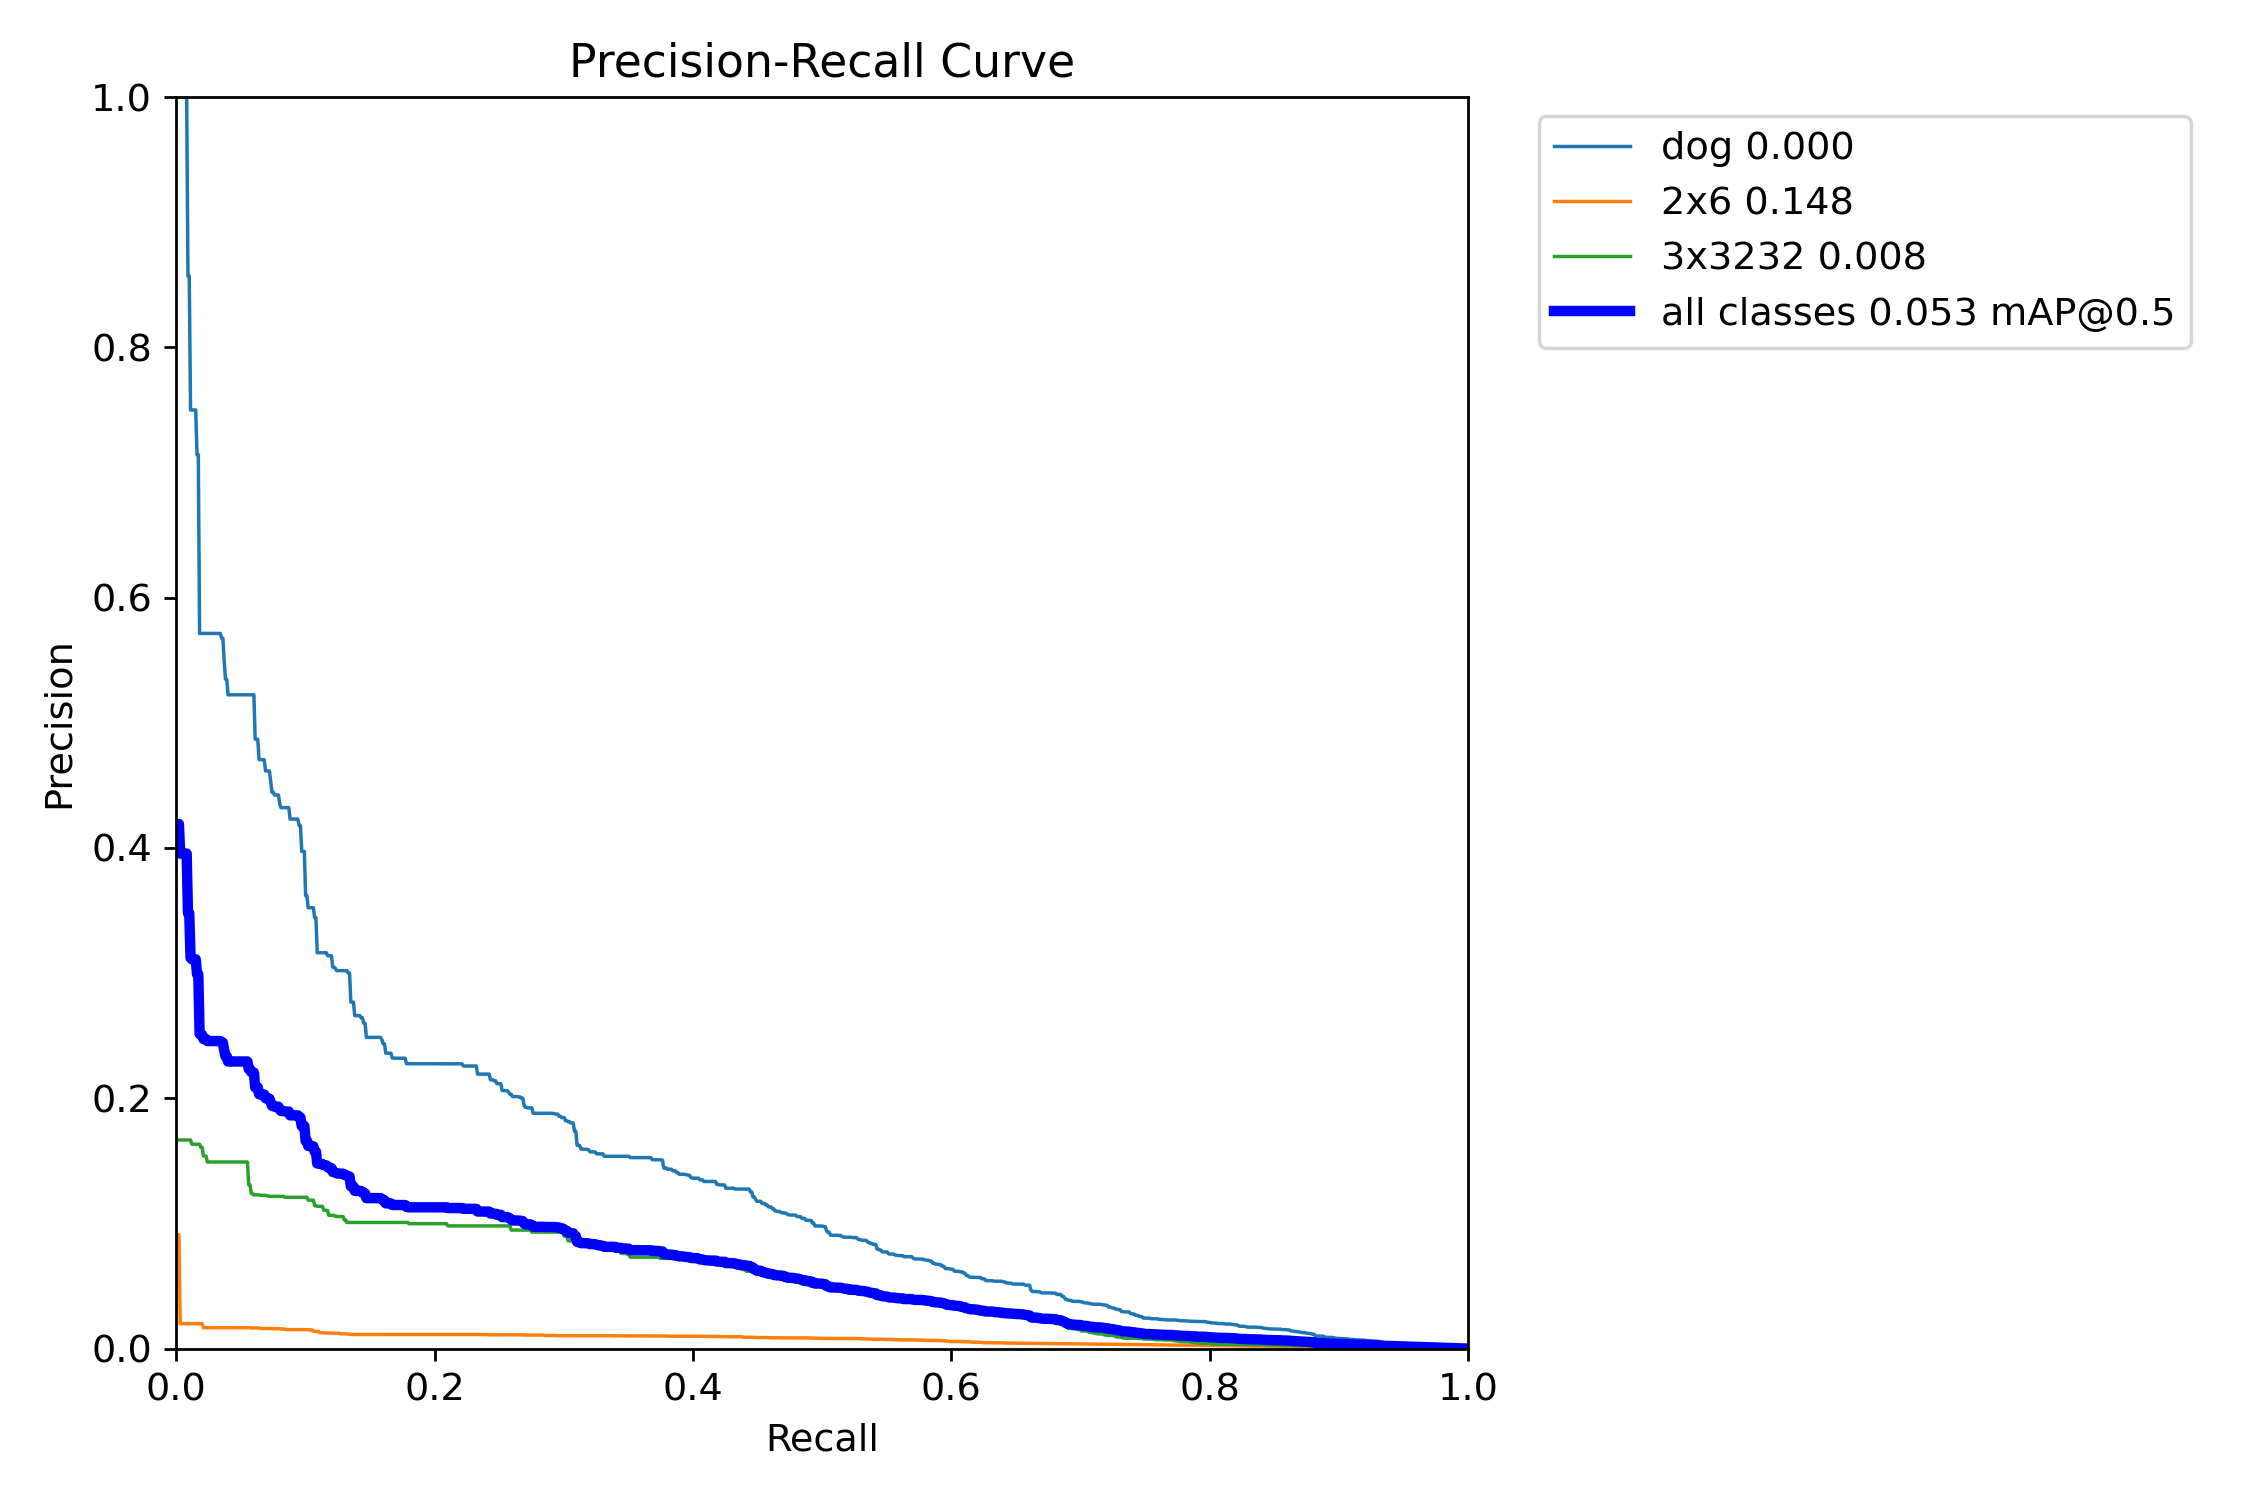 Precision-Recall Curve
1.0
0.8
0.6
0.4
0.2
0.0
Precision
0.0 0.2 0.4 0.6 0.8 1.0
Recall
dog 0.000
2x6 0.148
3x3232 0.008
all classes 0.053 mAP@0.5